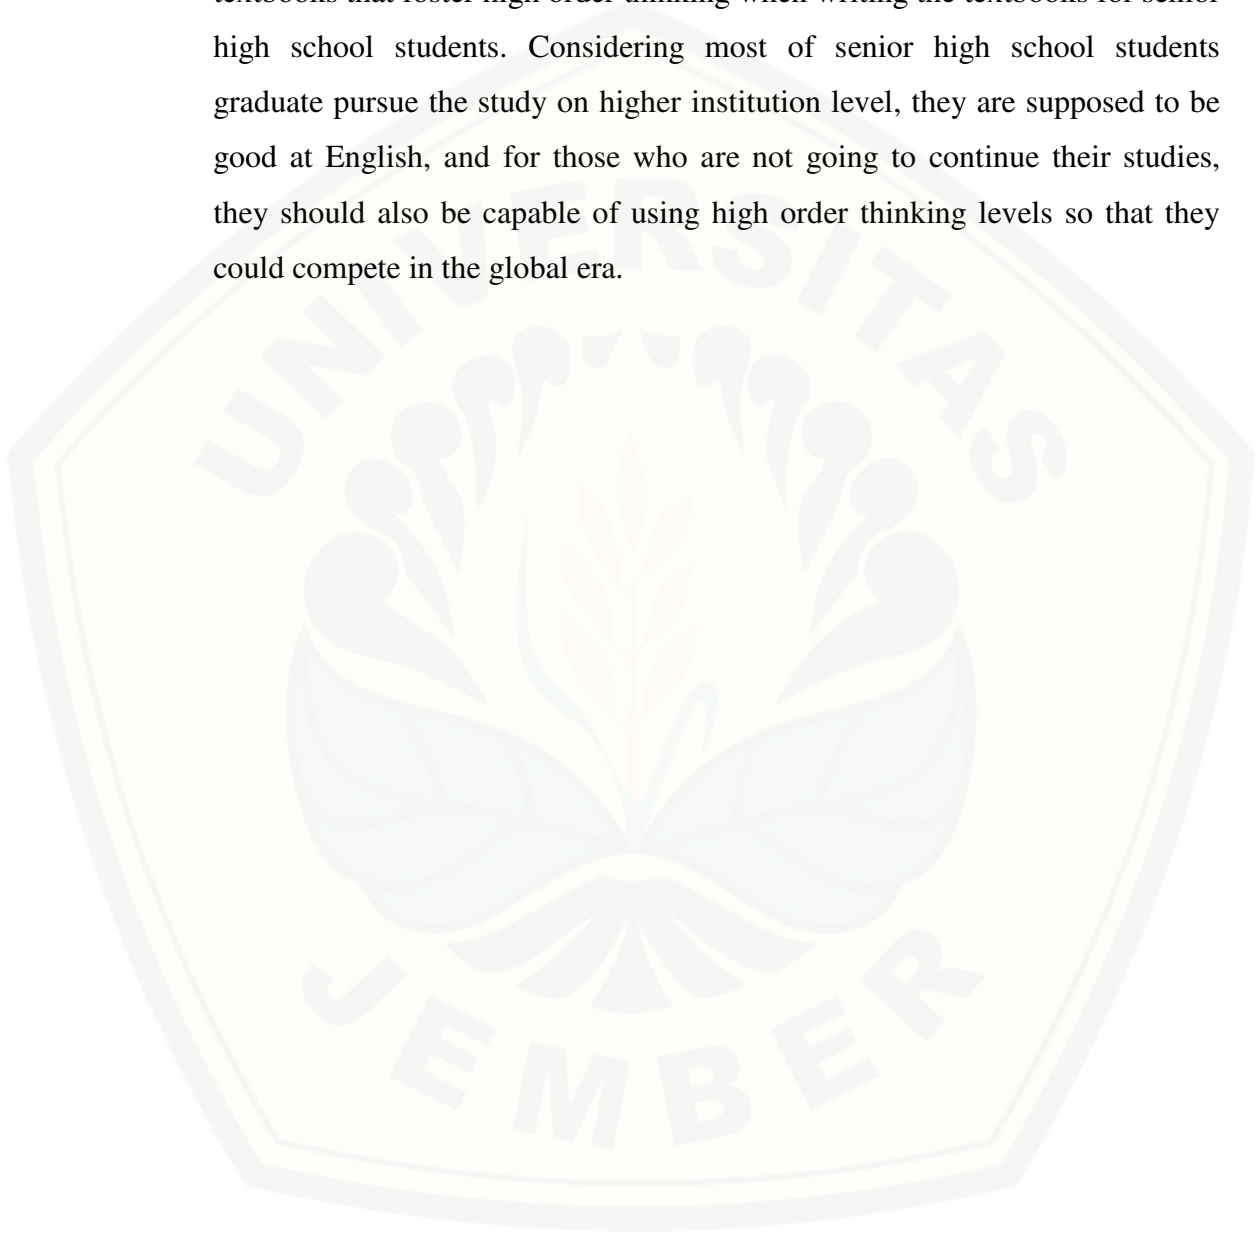 textbooks that foster high order thinking when writing the textbooks for senior
high school students. Considering most of senior high school students
graduate pursue the study on higher institution level, they are supposed to be
good at English, and for those who are not going to continue their studies,
they should also be capable of using high order thinking levels so that they
could compete in the global era.
UNIVERSITAS
JEMBER